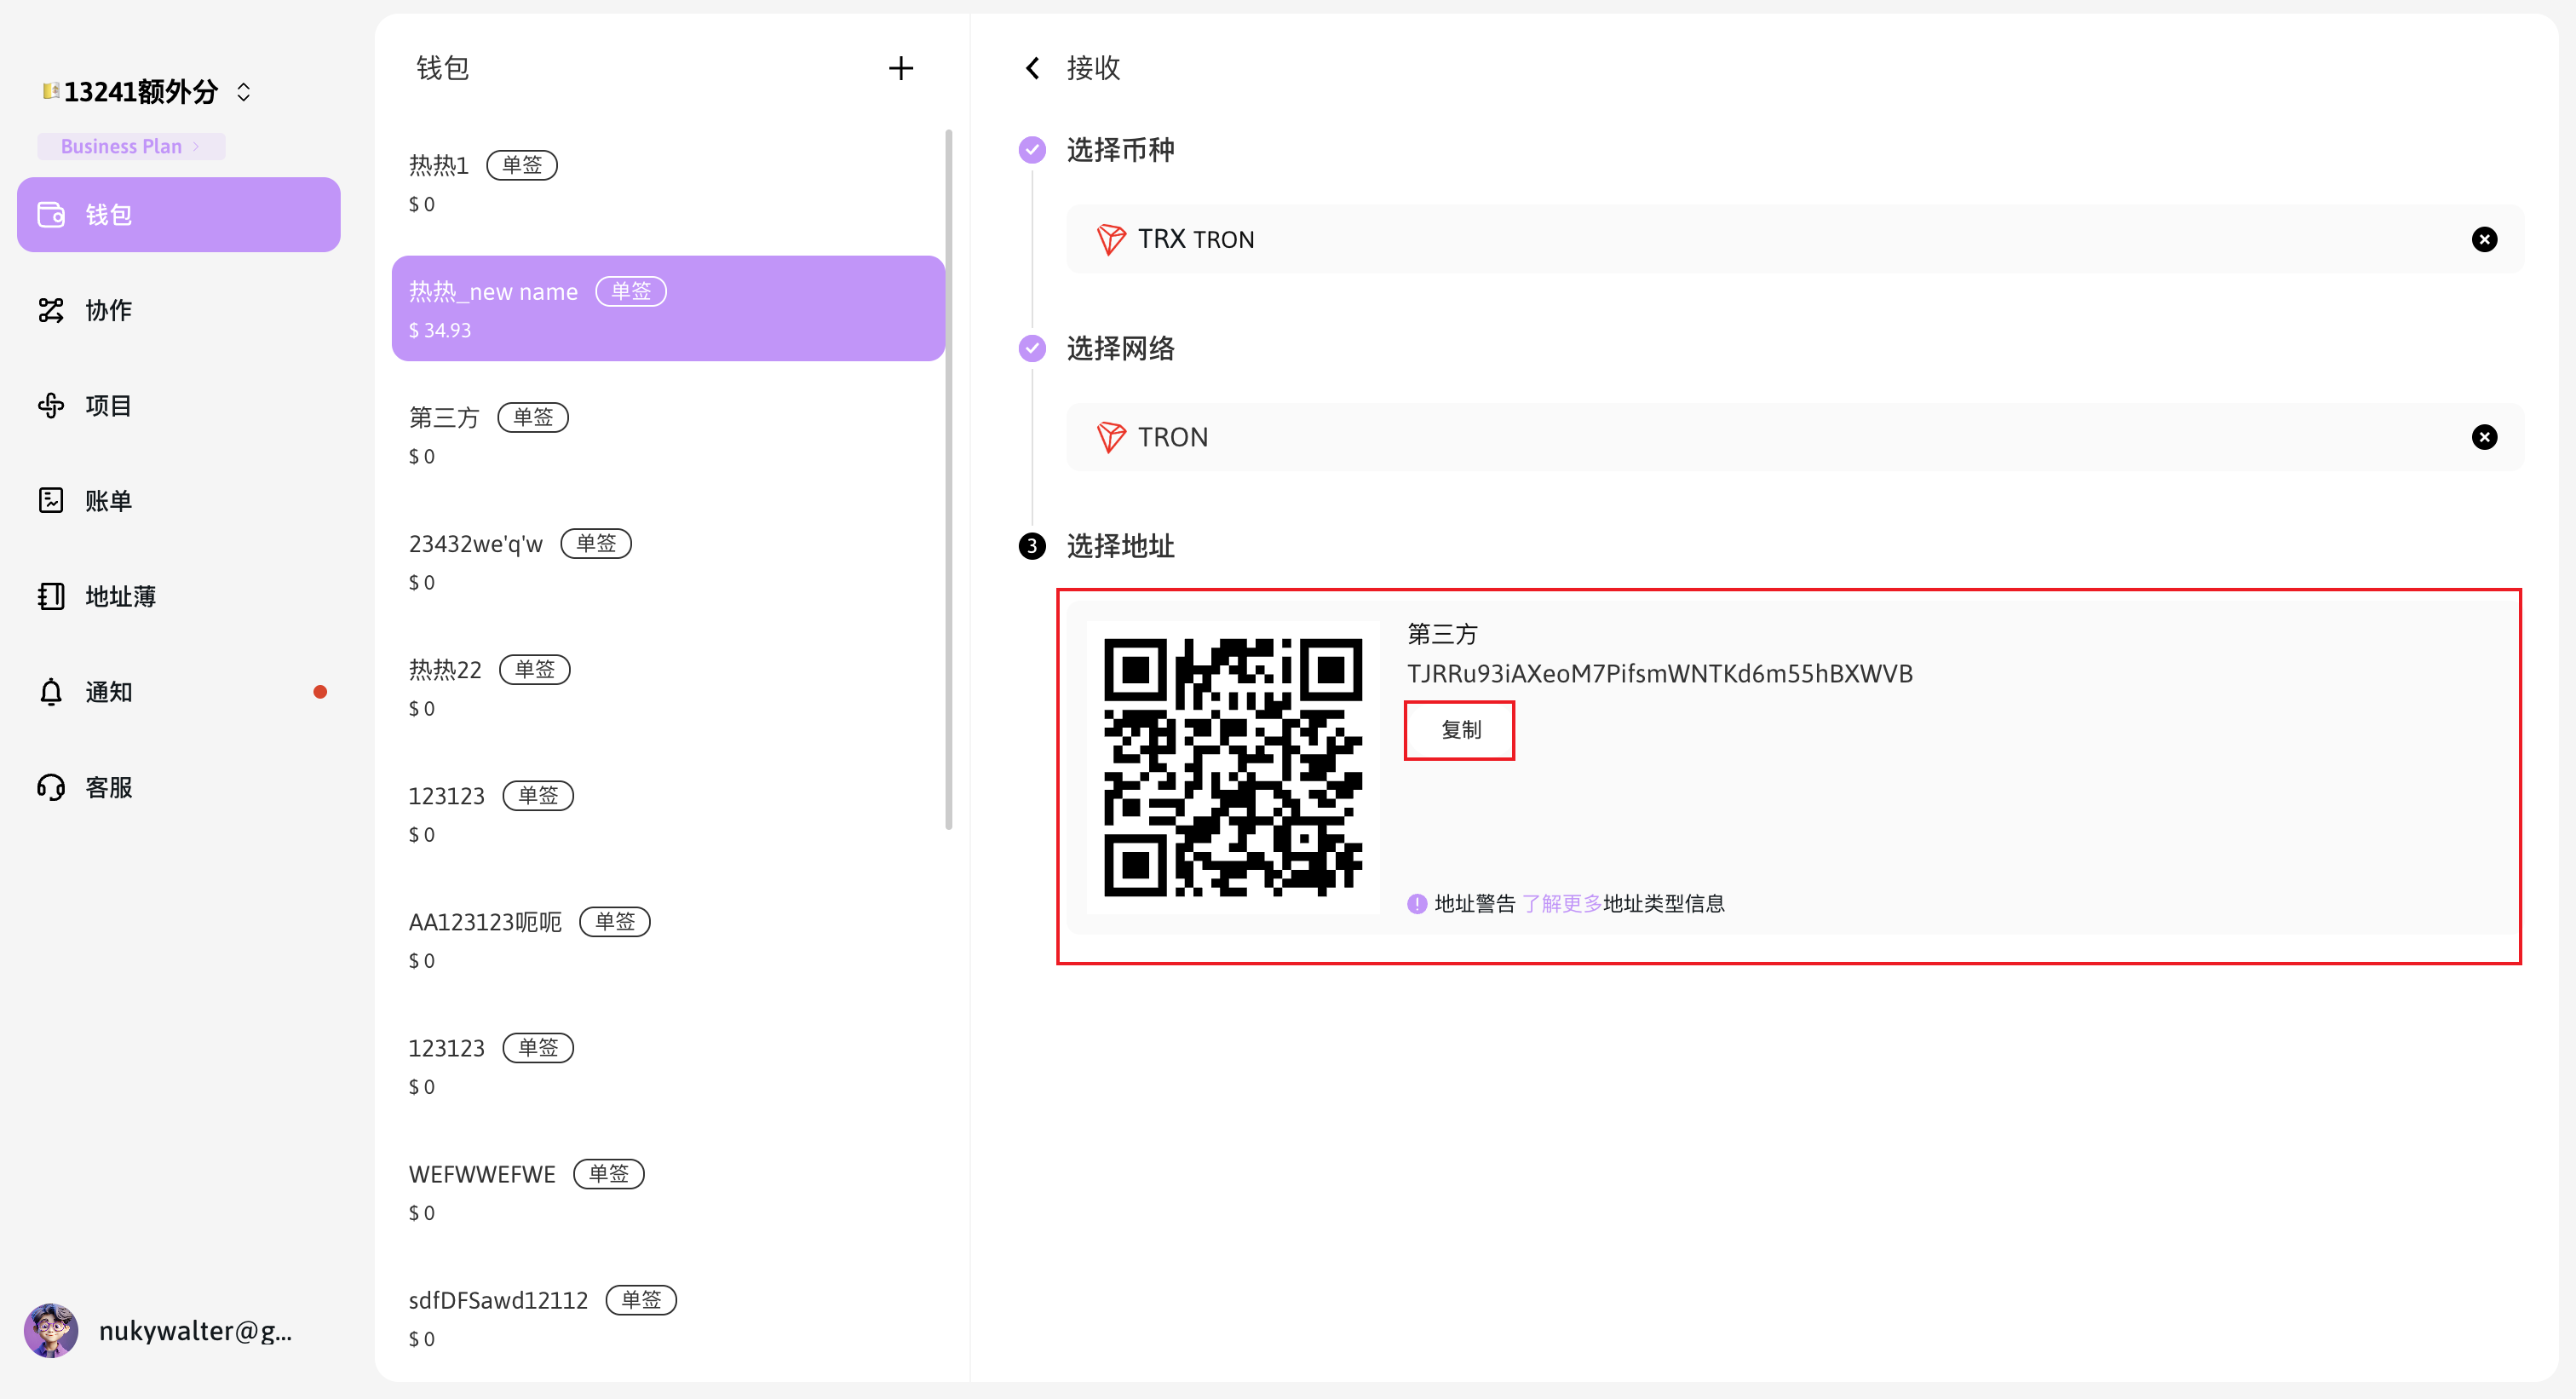 13241额外分
Business Plan
钱包
协作
项目
账单
地址薄
通知
客服
nukywalter@g...
钱包
热热1 单签
$ 0
热热_new name 单签
$ 34.93
第三方 单签
$ 0
23432we'q'w 单签
$ 0
热热22 单签
$ 0
123123 单签
$ 0
AA123123呃呃 单签
$ 0
123123 单签
$ 0
WEFWWEFWE 单签
$ 0
sdfDFSawd12112 单签
$ 0
接收
选择币种
TRX TRON
选择网络
TRON
3 选择地址
第三方
TJRRu93iAXeoM7PifsmWNTKd6m55hBXWVB
复制
地址警告 了解更多地址类型信息